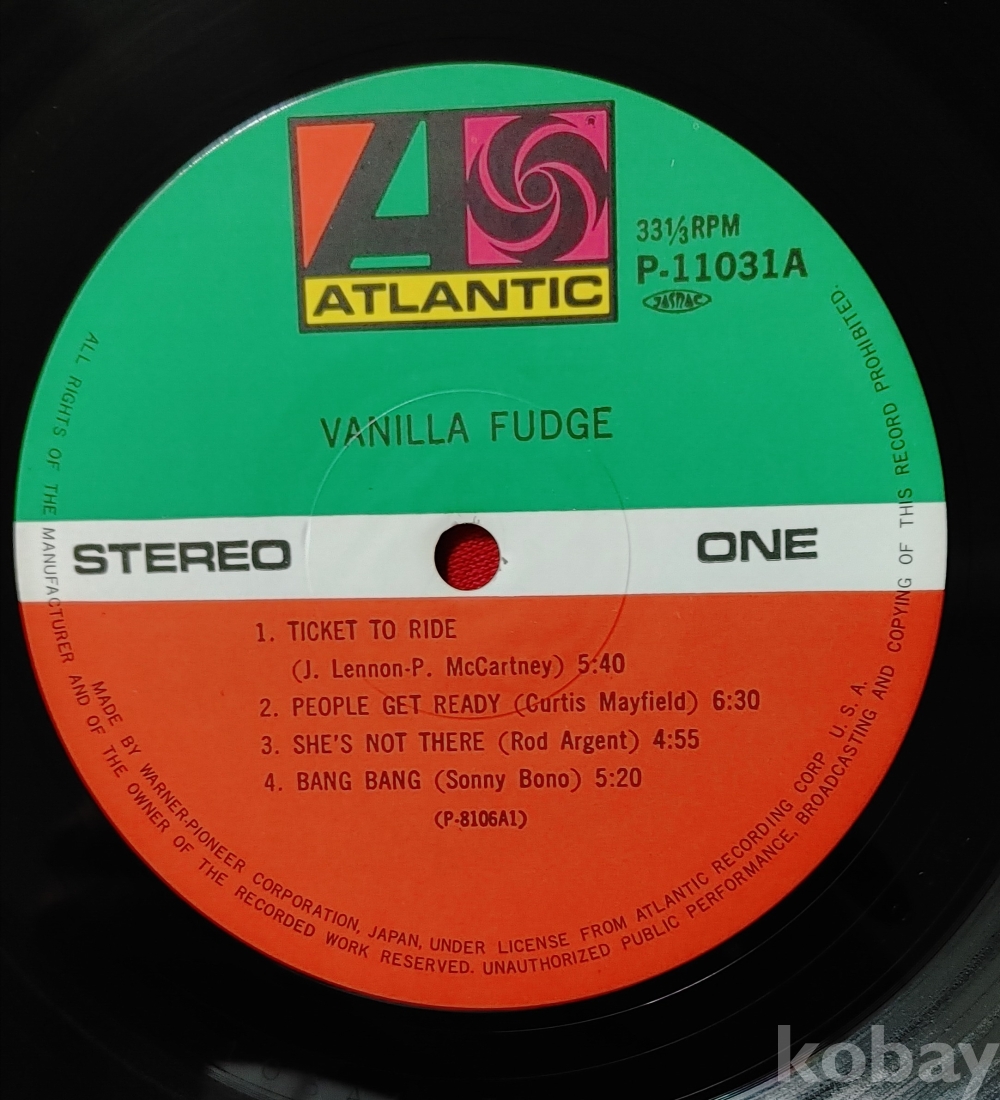 ATLANTIC
33⅓ RPM
P-11031A
JASRAC
VANILLA FUDGE
STEREO
ONE
1. TICKET TO RIDE
(J. Lennon-P. McCartney) 5:40
2. PEOPLE GET READY (Curtis Mayfield) 6:30
3. SHE'S NOT THERE (Rod Argent) 4:55
4. BANG BANG (Sonny Bono) 5:20
(P-8106A1)
MADE BY WARNER-PIONEER CORPORATION, JAPAN, UNDER LICENSE FROM ATLANTIC RECORDING CORP. U. S. A.
ALL RIGHTS OF THE MANUFACTURER AND OF THE OWNER OF THE RECORDED WORK RESERVED. UNAUTHORIZED PUBLIC PERFORMANCE, BROADCASTING AND COPYING OF THIS RECORD PROHIBITED.
kobay